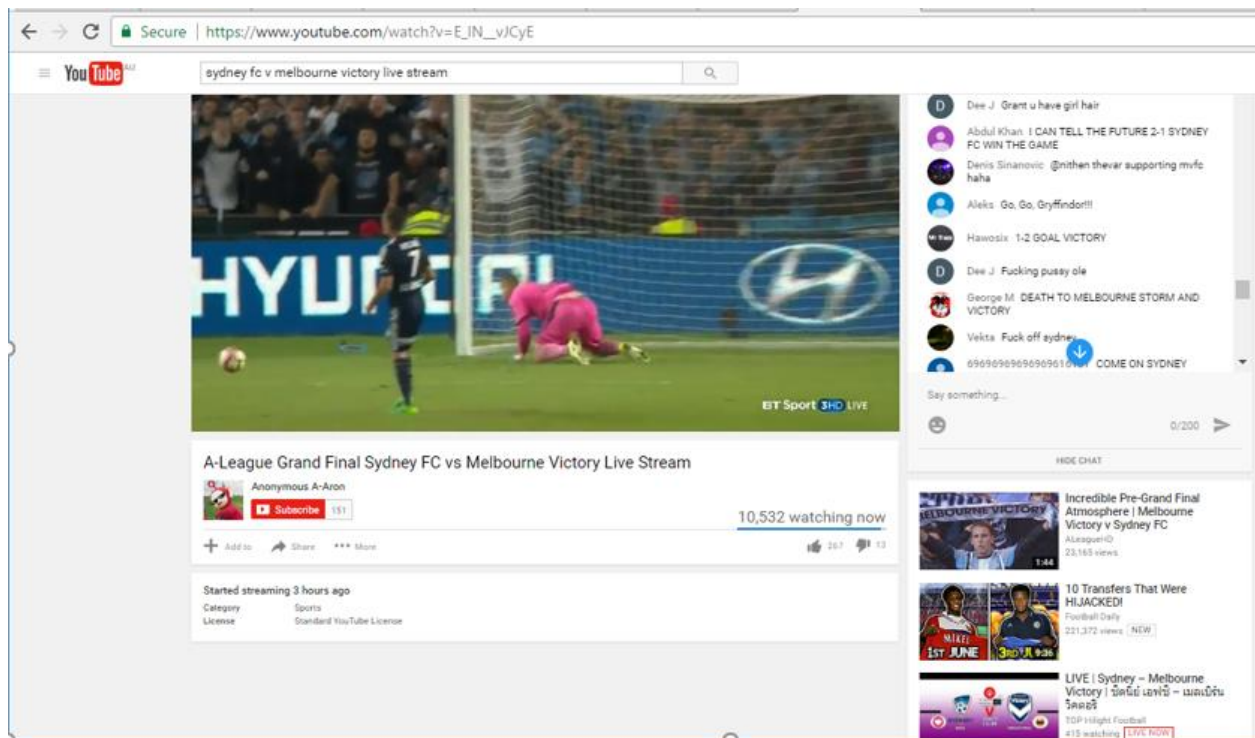 Secure | https://www.youtube.com/watch?v=E_IN__vJCyE
YouTube AU
sydney fc v melbourne victory live stream
HYUNDAI
7
BT Sport 3HD LIVE
A-League Grand Final Sydney FC vs Melbourne Victory Live Stream
Anonymous A-Aron
Subscribe 151
10,532 watching now
Add to Share More
267 13
Started streaming 3 hours ago
Category Sports
License Standard YouTube License
D Dee J Grant u have girl hair
Abdul Khan I CAN TELL THE FUTURE 2-1 SYDNEY
FC WIN THE GAME
Denis Sinanovic @nithen thevar supporting mvfc
haha
Aleks Go, Go, Gryffindor!!!
Hawosix 1-2 GOAL VICTORY
D Dee J Fucking pussy ole
George M DEATH TO MELBOURNE STORM AND
VICTORY
Vekta Fuck off sydney
COME ON SYDNEY
Say something...
0/200
HIDE CHAT
MELBOURNE VICTORY
1:44
Incredible Pre-Grand Final
Atmosphere | Melbourne
Victory v Sydney FC
ALeagueHD
23,165 views
MIKEL
1ST JUNE
9:36
10 Transfers That Were
HIJACKED!
Football Daily
221,372 views NEW
V
LIVE | Sydney – Melbourne
Victory | ซิดนีย์ เอฟซี – เมลเบิร์น
วิคตอรี่
TOP Hilight Football
415 watching LIVE NOW